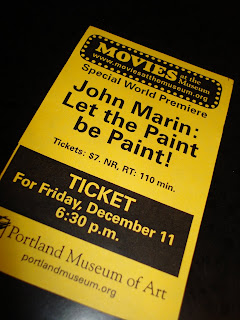 MOVIES at the Museum
www.moviesatthemuseum.org
Special World Premiere
John Marin:
Let the Paint
be Paint!
Tickets: $7, NR, RT: 110 min.
TICKET
For Friday, December 11
6:30 p.m.
Portland Museum of Art
portlandmuseum.org